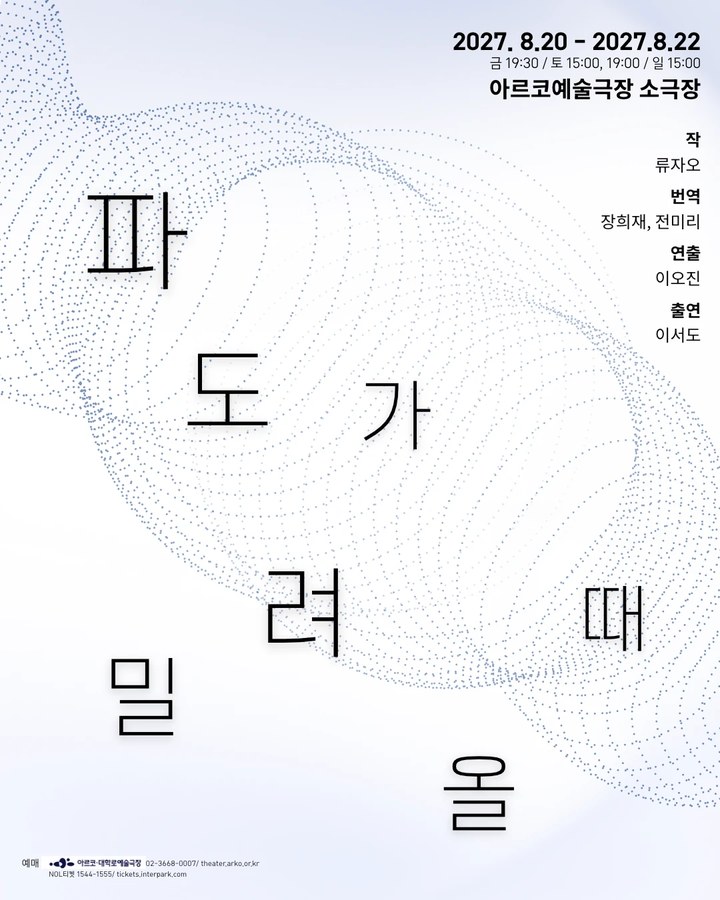 2027. 8.20 - 2027.8.22
금 19:30 / 토 15:00, 19:00 / 일 15:00
아르코예술극장 소극장
작
류자오
번역
장희재, 전미리
연출
이오진
출연
이서도
파
도 가
밀 려
올 때
예매 아르코·대학로예술극장 02-3668-0007/ theater.arko.or.kr
NOL티켓 1544-1555/ tickets.interpark.com